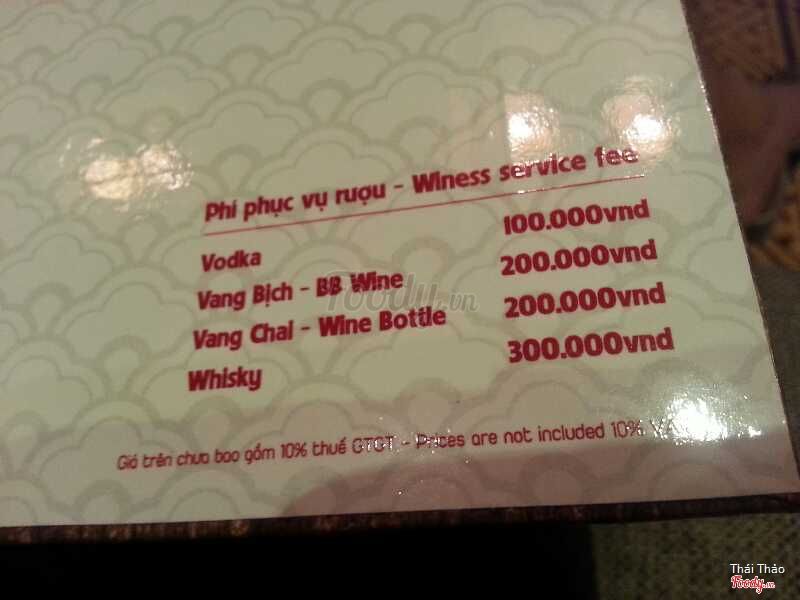 Phí phục vụ rượu - Winess service fee
Vodka 100.000vnd
Vang Bịch - BB Wine 200.000vnd
Vang Chai - Wine Bottle 200.000vnd
Whisky 300.000vnd
Giá trên chưa bao gồm 10% thuế GTGT - Prices are not included 10%
Foody.vn
Thái Thảo
Foody.vn